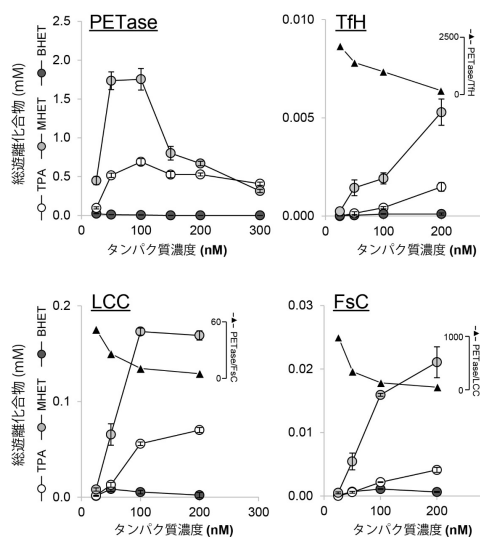 PETase
TPA MHET BHET
総遊離化合物 (mM)
2.5
2.0
1.5
1.0
0.5
0.0
0 100 200 300
タンパク質濃度 (nM)
TfH
0.010
0.005
0.000
2500
0
PETase/TfH
0 100 200
タンパク質濃度 (nM)
LCC
TPA MHET BHET
総遊離化合物 (mM)
0.2
0.1
0.0
60
0
PETase/FsC
0 100 200 300
タンパク質濃度 (nM)
FsC
0.03
0.02
0.01
0.00
1000
0
PETase/LCC
0 100 200
タンパク質濃度 (nM)